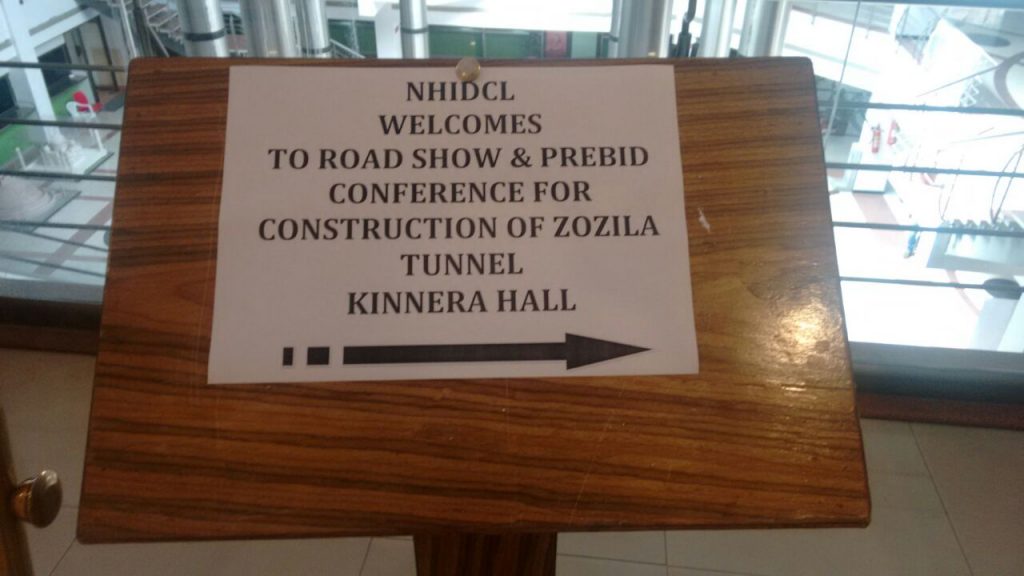 NHIDCL
WELCOMES
TO ROAD SHOW & PREBID
CONFERENCE FOR
CONSTRUCTION OF ZOZILA
TUNNEL
KINNERA HALL